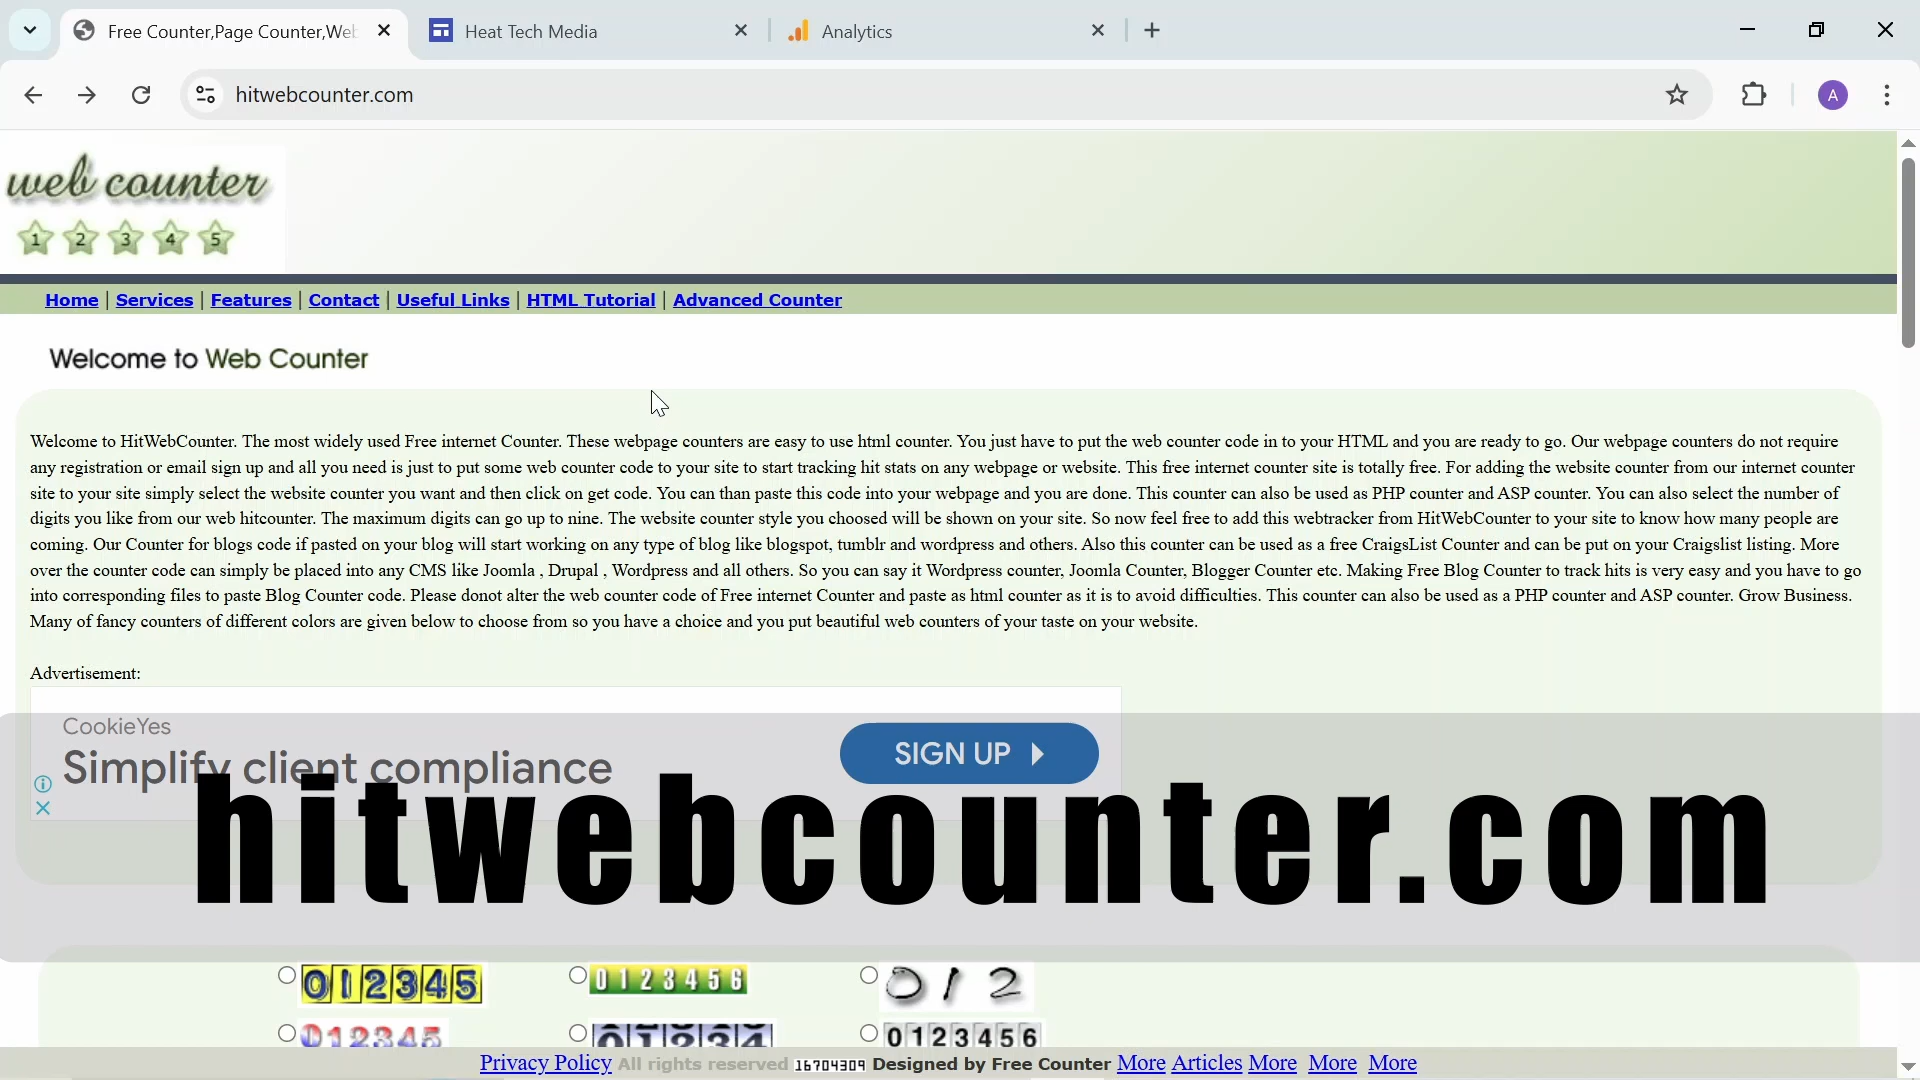 Free Counter,Page Counter,Web
Heat Tech Media
Analytics
hitwebcounter.com
A
web counter
1 2 3 4 5
Home | Services | Features | Contact | Useful Links | HTML Tutorial | Advanced Counter
Welcome to Web Counter
Welcome to HitWebCounter. The most widely used Free internet Counter. These webpage counters are easy to use html counter. You just have to put the web counter code in to your HTML and you are ready to go. Our webpage counters do not require
any registration or email sign up and all you need is just to put some web counter code to your site to start tracking hit stats on any webpage or website. This free internet counter site is totally free. For adding the website counter from our internet counter
site to your site simply select the website counter you want and then click on get code. You can than paste this code into your webpage and you are done. This counter can also be used as PHP counter and ASP counter. You can also select the number of
digits you like from our web hitcounter. The maximum digits can go up to nine. The website counter style you choosed will be shown on your site. So now feel free to add this webtracker from HitWebCounter to your site to know how many people are
coming. Our Counter for blogs code if pasted on your blog will start working on any type of blog like blogspot, tumblr and wordpress and others. Also this counter can be used as a free CraigsList Counter and can be put on your Craigslist listing. More
over the counter code can simply be placed into any CMS like Joomla , Drupal , Wordpress and all others. So you can say it Wordpress counter, Joomla Counter, Blogger Counter etc. Making Free Blog Counter to track hits is very easy and you have to go
into corresponding files to paste Blog Counter code. Please donot alter the web counter code of Free internet Counter and paste as html counter as it is to avoid difficulties. This counter can also be used as a PHP counter and ASP counter. Grow Business.
Many of fancy counters of different colors are given below to choose from so you have a choice and you put beautiful web counters of your taste on your website.
Advertisement:
CookieYes
Simplify client compliance
SIGN UP
hitwebcounter.com
012345 0123456 012
012345 01234 0123456
Privacy Policy All rights reserved 16704309 Designed by Free Counter More Articles More More More